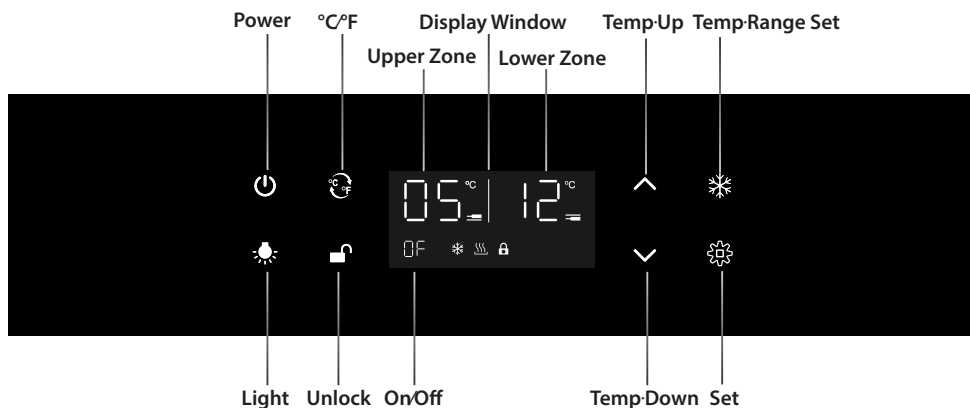 Power °C/°F Display Window Temp·Up Temp·Range Set
Upper Zone Lower Zone
°C °F
05 °C 12 °C
OF
Light Unlock On/Off Temp·Down Set